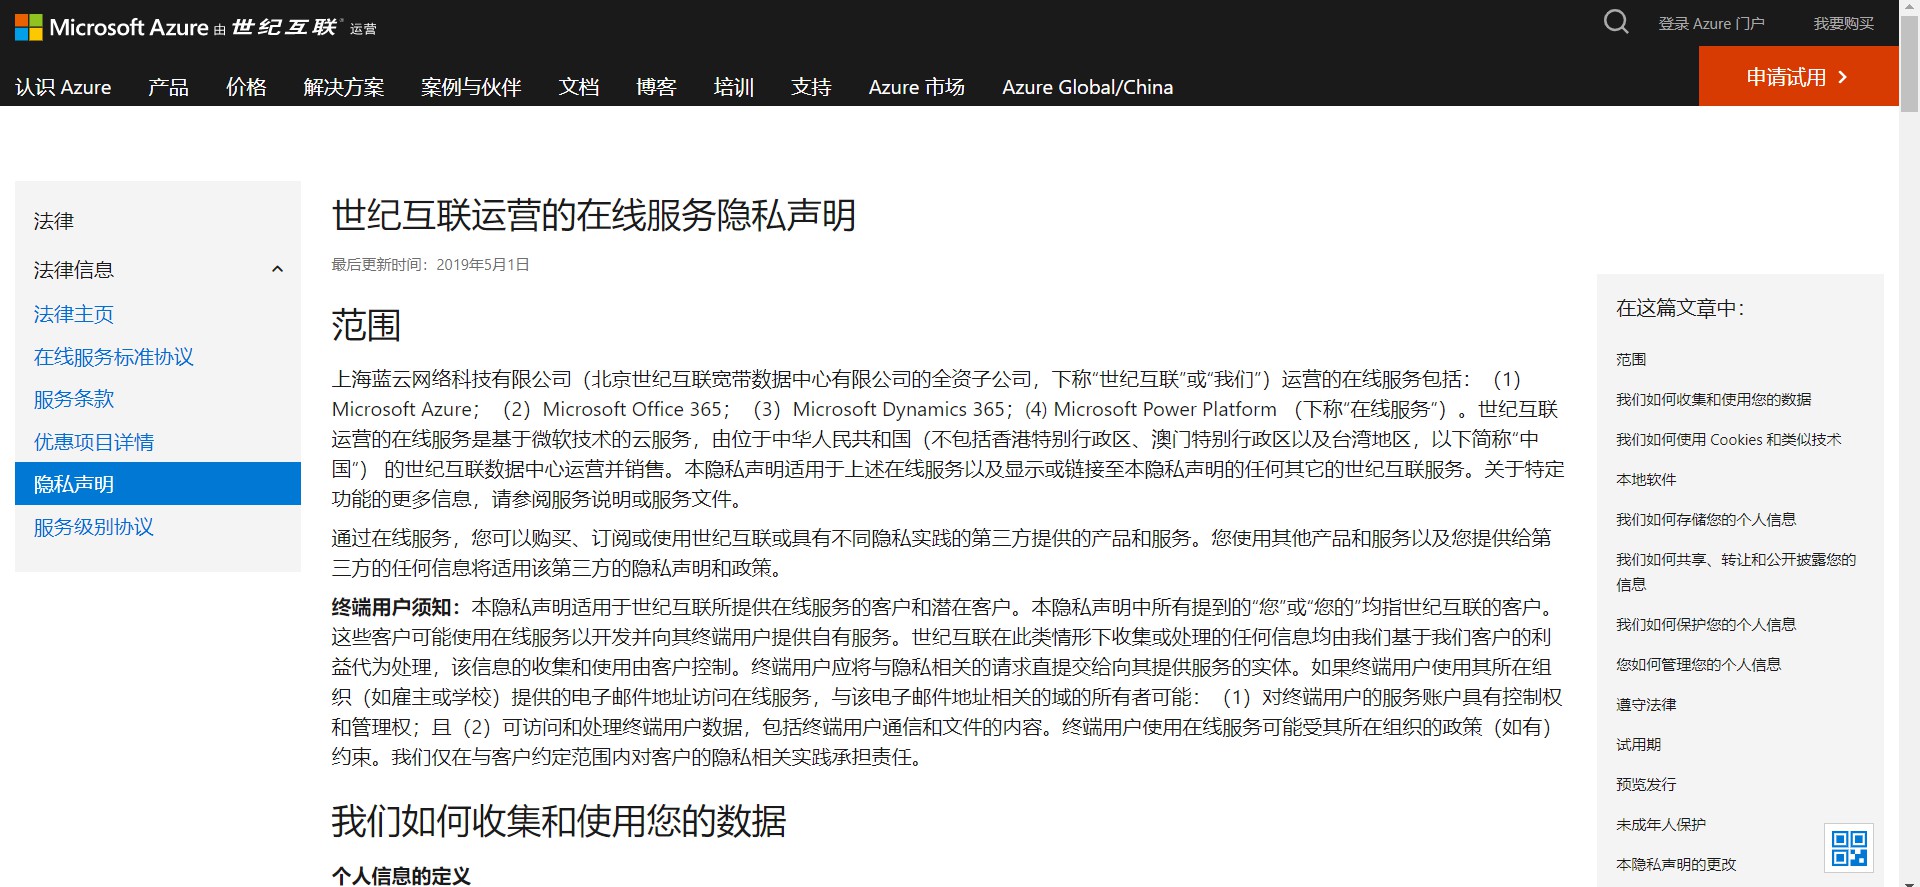 Microsoft Azure 由 世纪互联 运营
登录 Azure 门户
我要购买
认识 Azure
产品
价格
解决方案
案例与伙伴
文档
博客
培训
支持
Azure 市场
Azure Global/China
申请试用
法律
法律信息
法律主页
在线服务标准协议
服务条款
优惠项目详情
隐私声明
服务级别协议
世纪互联运营的在线服务隐私声明
最后更新时间：2019年5月1日
范围
上海蓝云网络科技有限公司（北京世纪互联宽带数据中心有限公司的全资子公司，下称“世纪互联”或“我们”）运营的在线服务包括：（1）
Microsoft Azure；（2）Microsoft Office 365；（3）Microsoft Dynamics 365；(4) Microsoft Power Platform （下称“在线服务”）。世纪互联
运营的在线服务是基于微软技术的云服务，由位于中华人民共和国（不包括香港特别行政区、澳门特别行政区以及台湾地区，以下简称“中
国”） 的世纪互联数据中心运营并销售。本隐私声明适用于上述在线服务以及显示或链接至本隐私声明的任何其它的世纪互联服务。关于特定
功能的更多信息，请参阅服务说明或服务文件。
通过在线服务，您可以购买、订阅或使用世纪互联或具有不同隐私实践的第三方提供的产品和服务。您使用其他产品和服务以及您提供给第
三方的任何信息将适用该第三方的隐私声明和政策。
终端用户须知：本隐私声明适用于世纪互联所提供在线服务的客户和潜在客户。本隐私声明中所有提到的“您”或“您的”均指世纪互联的客户。
这些客户可能使用在线服务以开发并向其终端用户提供自有服务。世纪互联在此类情形下收集或处理的任何信息均由我们基于我们客户的利
益代为处理，该信息的收集和使用由客户控制。终端用户应将与隐私相关的请求直提交给向其提供服务的实体。如果终端用户使用其所在组
织（如雇主或学校）提供的电子邮件地址访问在线服务，与该电子邮件地址相关的域的所有者可能：（1）对终端用户的服务账户具有控制权
和管理权；且（2）可访问和处理终端用户数据，包括终端用户通信和文件的内容。终端用户使用在线服务可能受其所在组织的政策（如有）
约束。我们仅在与客户约定范围内对客户的隐私相关实践承担责任。
我们如何收集和使用您的数据
个人信息的定义
在这篇文章中：
范围
我们如何收集和使用您的数据
我们如何使用 Cookies 和类似技术
本地软件
我们如何存储您的个人信息
我们如何共享、转让和公开披露您的
信息
我们如何保护您的个人信息
您如何管理您的个人信息
遵守法律
试用期
预览发行
未成年人保护
本隐私声明的更改